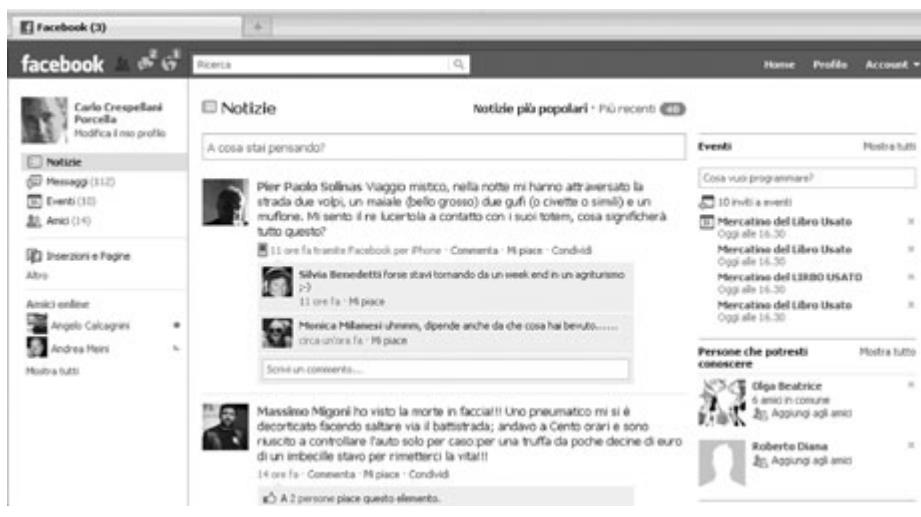 Facebook (3)
facebook
2
Ricerca
Home Profilo Account
Carlo Crespellani
Porcella
Modifica il mio profilo
Notizie
Messaggi (112)
Eventi (10)
Amici (14)
Inserzioni e Pagine
Altro
Amici online
Angelo Calcagnini
Andrea Meini
Mostra tutti
Notizie
Notizie più popolari · Più recenti
A cosa stai pensando?
Pier Paolo Solinas Viaggio mistico, nella notte mi hanno attraversato la
strada due volpi, un maiale (bello grosso) due gufi (o civette o simili) e un
muflone. Mi sento il re lucertola a contatto con i suoi totem, cosa significherà
tutto questo?
11 ore fa tramite Facebook per iPhone · Commenta · Mi piace · Condividi
Silvia Benedetti forse stavi tornando da un week end in un agriturismo
;-)
11 ore fa · Mi piace
Monica Milanesi uhmmm, dipende anche da che cosa hai bevuto......
circa un'ora fa · Mi piace
Scrivi un commento...
Massimo Migoni ho visto la morte in faccia!!! Uno pneumatico mi si è
decorticato facendo saltare via il battistrada; andavo a Cento orari e sono
riuscito a controllare l'auto solo per caso per una truffa da poche decine di euro
di un imbecille stavo per rimetterci la vita!!!
14 ore fa · Commenta · Mi piace · Condividi
A 2 persone piace questo elemento.
Eventi Mostra tutti
Cosa vuoi programmare?
10 inviti a eventi
Mercatino del Libro Usato
Oggi alle 16.30
Mercatino del Libro Usato
Oggi alle 16.30
Mercatino del LIRBO USATO
Oggi alle 16.30
Mercatino del Libro Usato
Oggi alle 16.30
Persone che potresti Mostra tutto
conoscere
Olga Beatrice
6 amici in comune
Aggiungi agli amici
Roberto Diana
Aggiungi agli amici